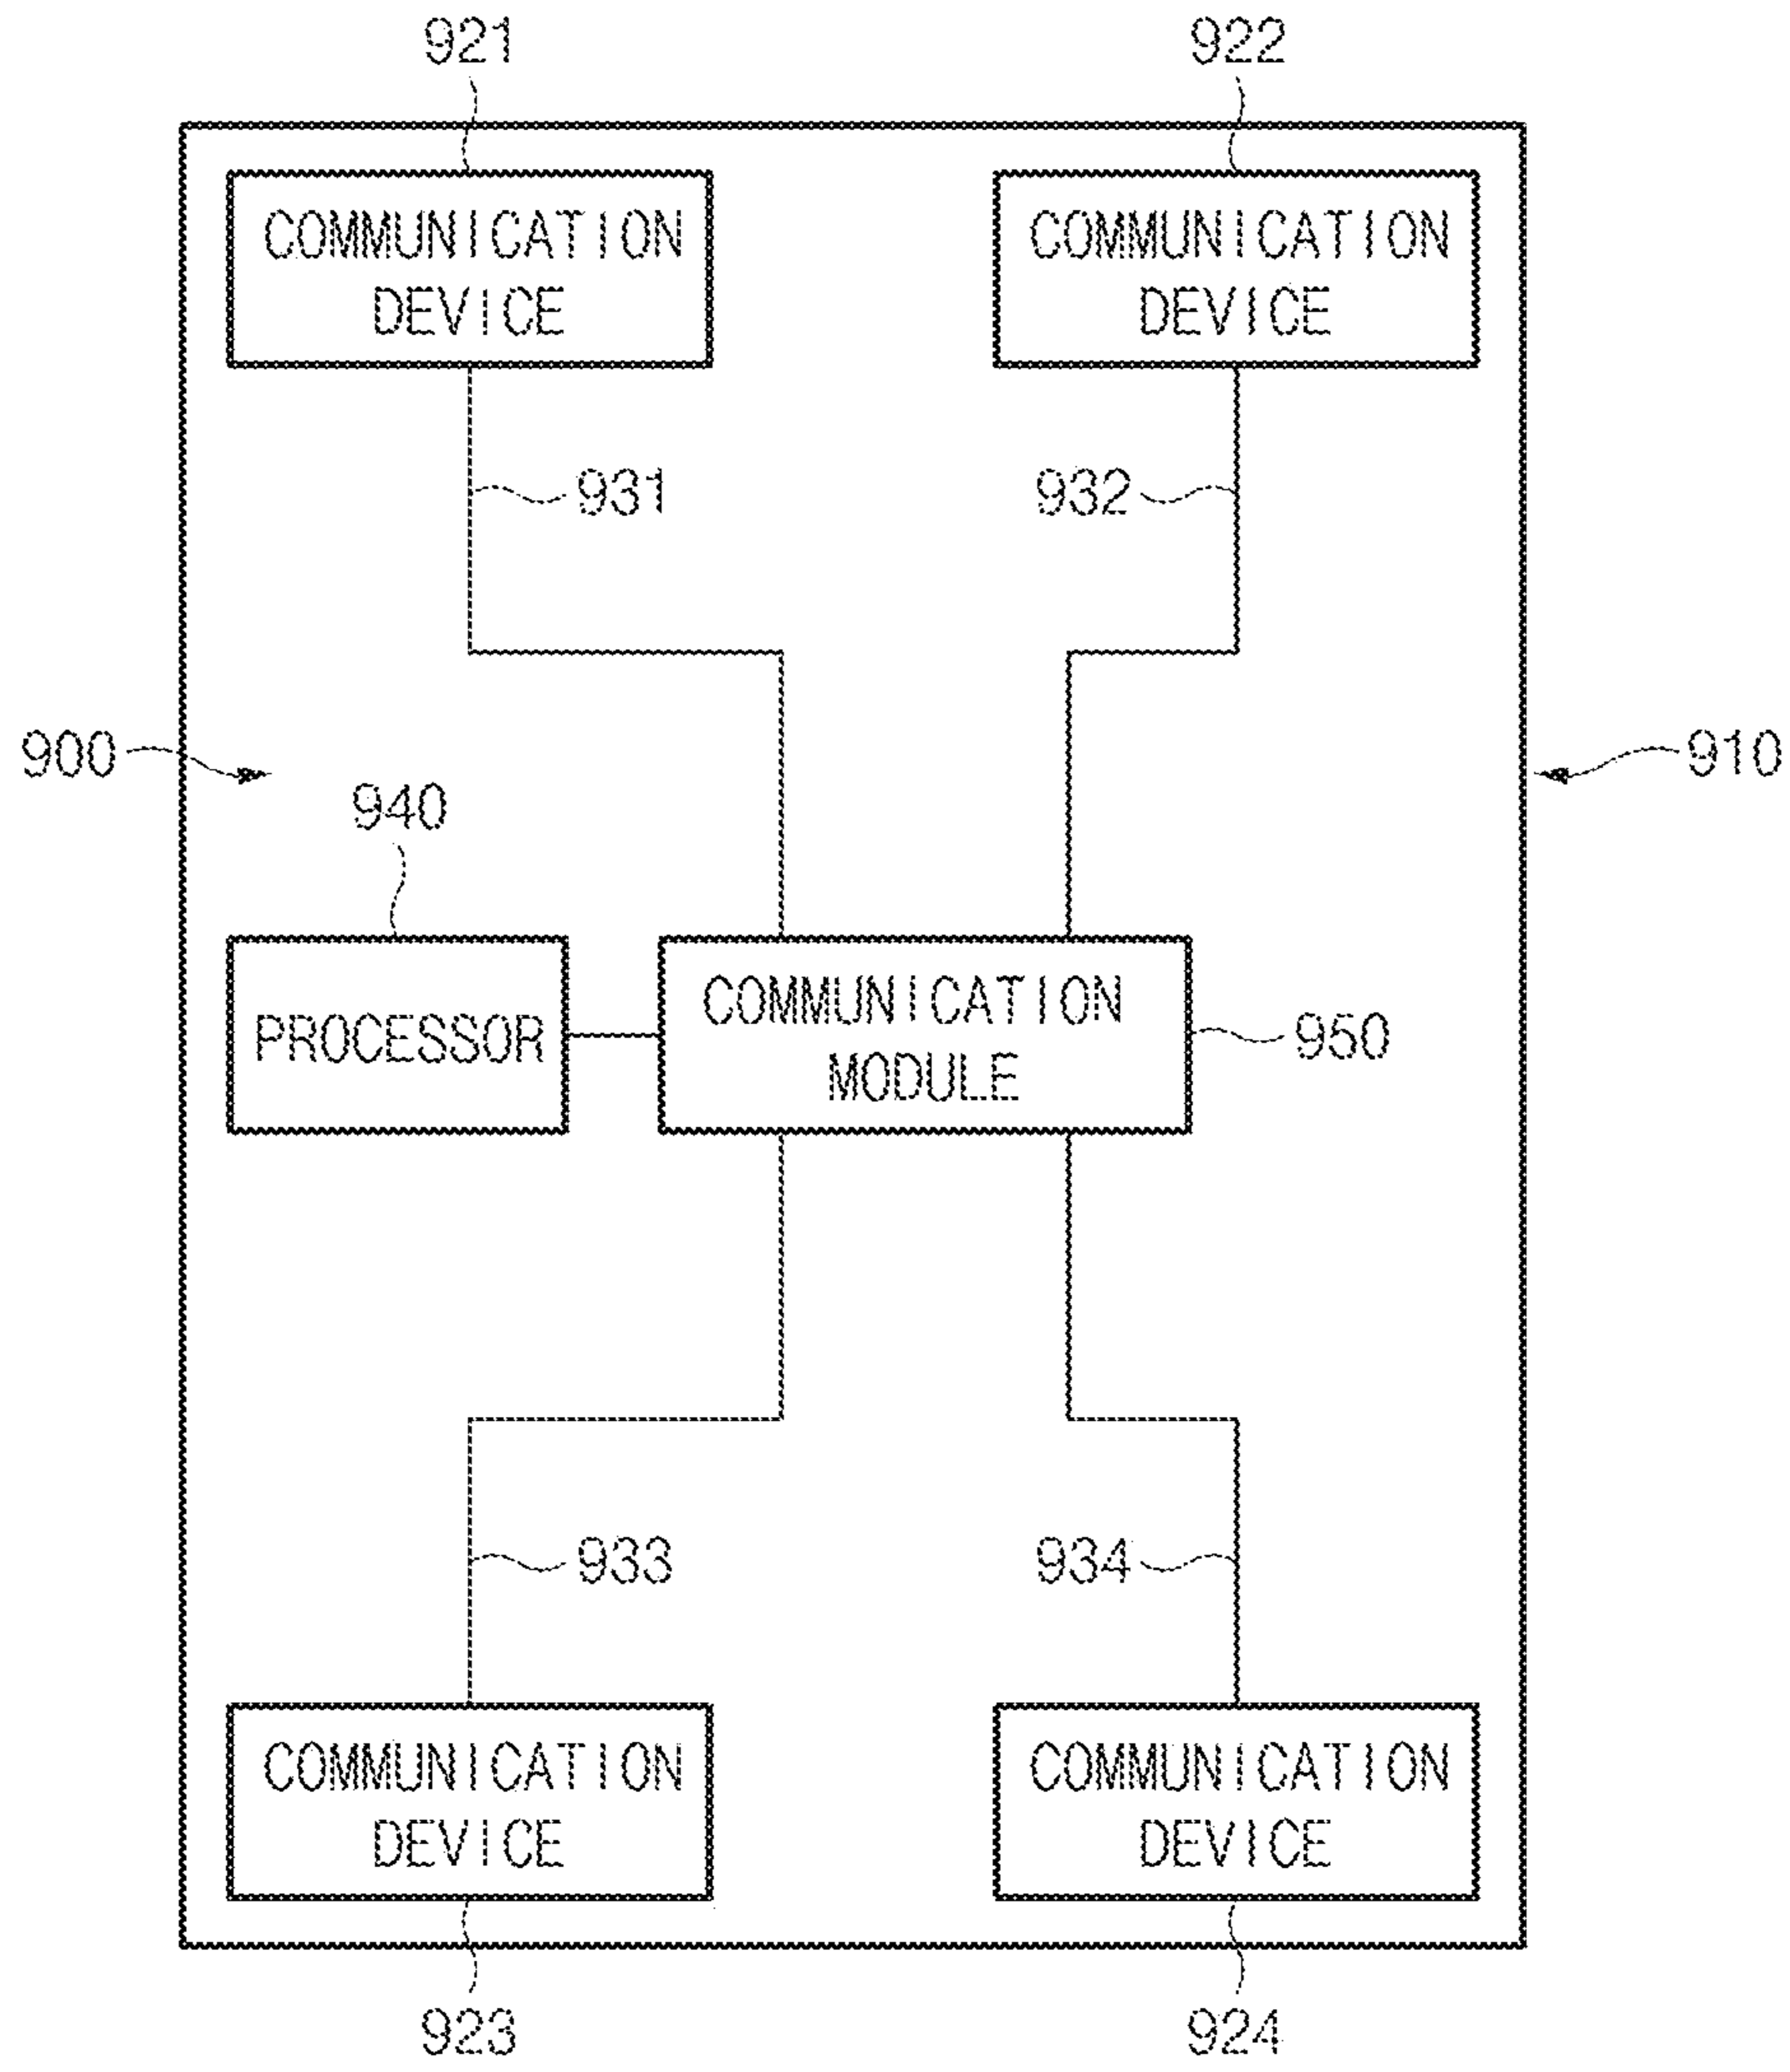 921
922
COMMUNICATION
DEVICE
COMMUNICATION
DEVICE
931
932
900
910
940
PROCESSOR
COMMUNICATION
MODULE
950
933
934
COMMUNICATION
DEVICE
COMMUNICATION
DEVICE
923
924